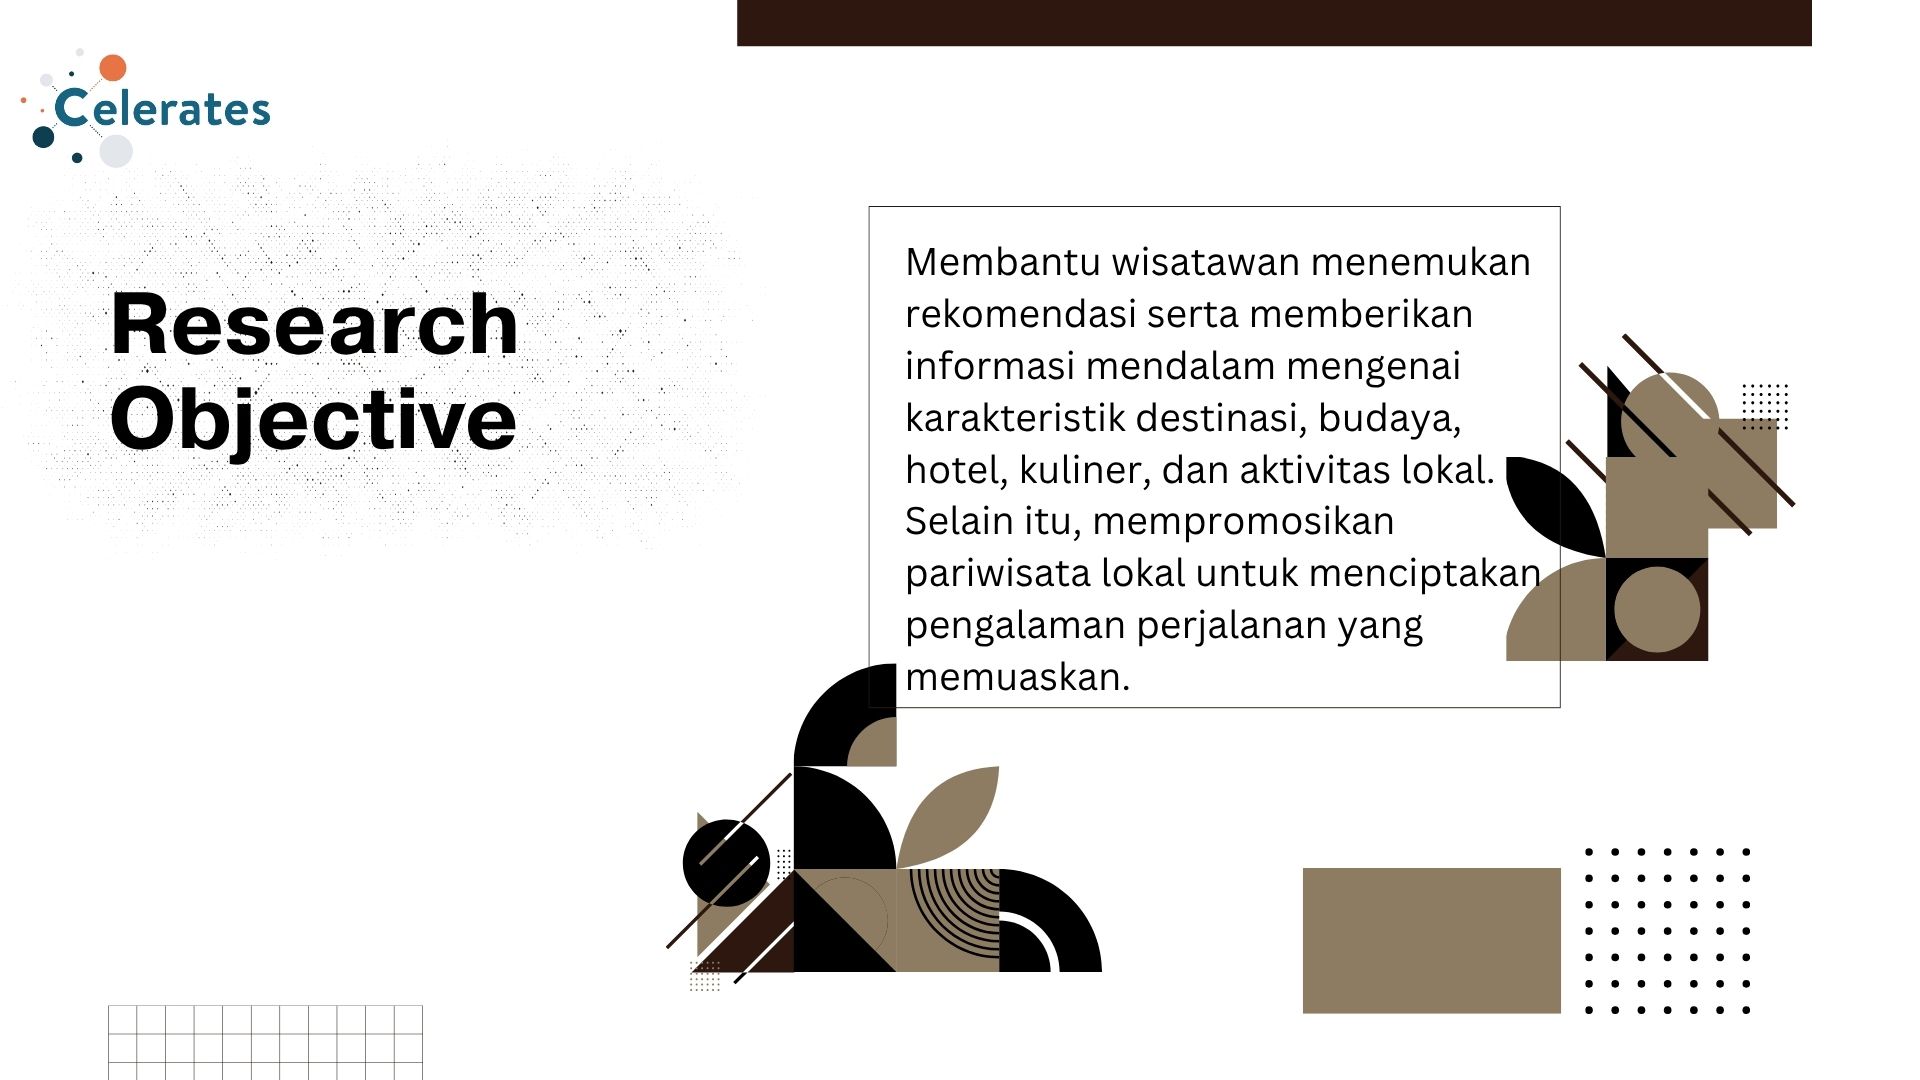 Celerates
Research
Objective
Membantu wisatawan menemukan
rekomendasi serta memberikan
informasi mendalam mengenai
karakteristik destinasi, budaya,
hotel, kuliner, dan aktivitas lokal.
Selain itu, mempromosikan
pariwisata lokal untuk menciptakan
pengalaman perjalanan yang
memuaskan.